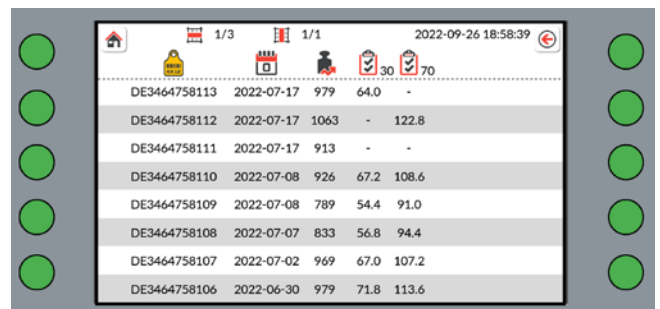 1/3 1/1 2022-09-26 18:58:39
0 30 70
DE3464758113 2022-07-17 979 64.0 -
DE3464758112 2022-07-17 1063 - 122.8
DE3464758111 2022-07-17 913 - -
DE3464758110 2022-07-08 926 67.2 108.6
DE3464758109 2022-07-08 789 54.4 91.0
DE3464758108 2022-07-07 833 56.8 94.4
DE3464758107 2022-07-02 969 67.0 107.2
DE3464758106 2022-06-30 979 71.8 113.6